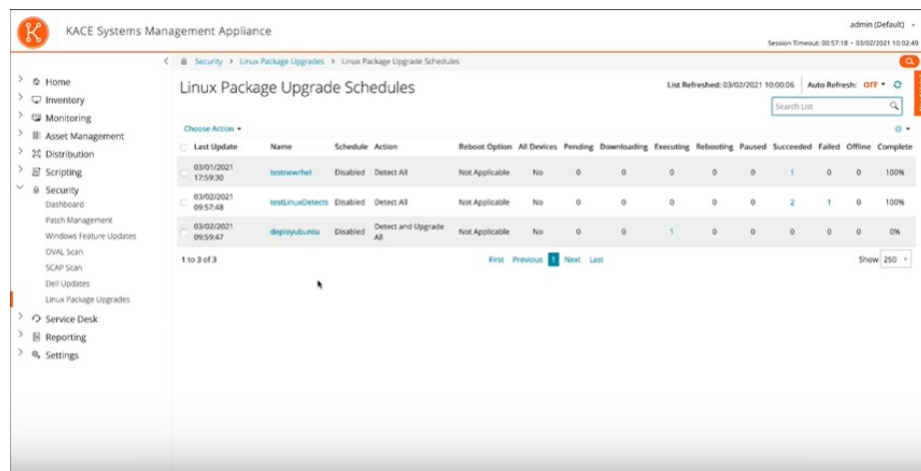 KACE Systems Management Appliance
admin (Default)
Session Timeout: 00:57:18 • 03/02/2021 10:02:49
Security › Linux Package Upgrades › Linux Package Upgrade Schedules
Home
Inventory
Monitoring
Asset Management
Distribution
Scripting
Security
Dashboard
Patch Management
Windows Feature Updates
OVAL Scan
SCAP Scan
Dell Updates
Linux Package Upgrades
Service Desk
Reporting
Settings
Linux Package Upgrade Schedules
List Refreshed: 03/02/2021 10:00:06 Auto Refresh: OFF
Search List
Choose Action
Last Update Name Schedule Action Reboot Option All Devices Pending Downloading Executing Rebooting Paused Succeeded Failed Offline Complete
03/01/2021 17:59:30 testnewrhel Disabled Detect All Not Applicable No 0 0 0 0 0 1 0 0 100%
03/02/2021 09:57:48 testLinuxDetects Disabled Detect All Not Applicable No 0 0 0 0 0 2 1 0 100%
03/02/2021 09:59:47 deployubuntu Disabled Detect and Upgrade All Not Applicable No 0 0 1 0 0 0 0 0 0%
1 to 3 of 3 First Previous 1 Next Last Show 250